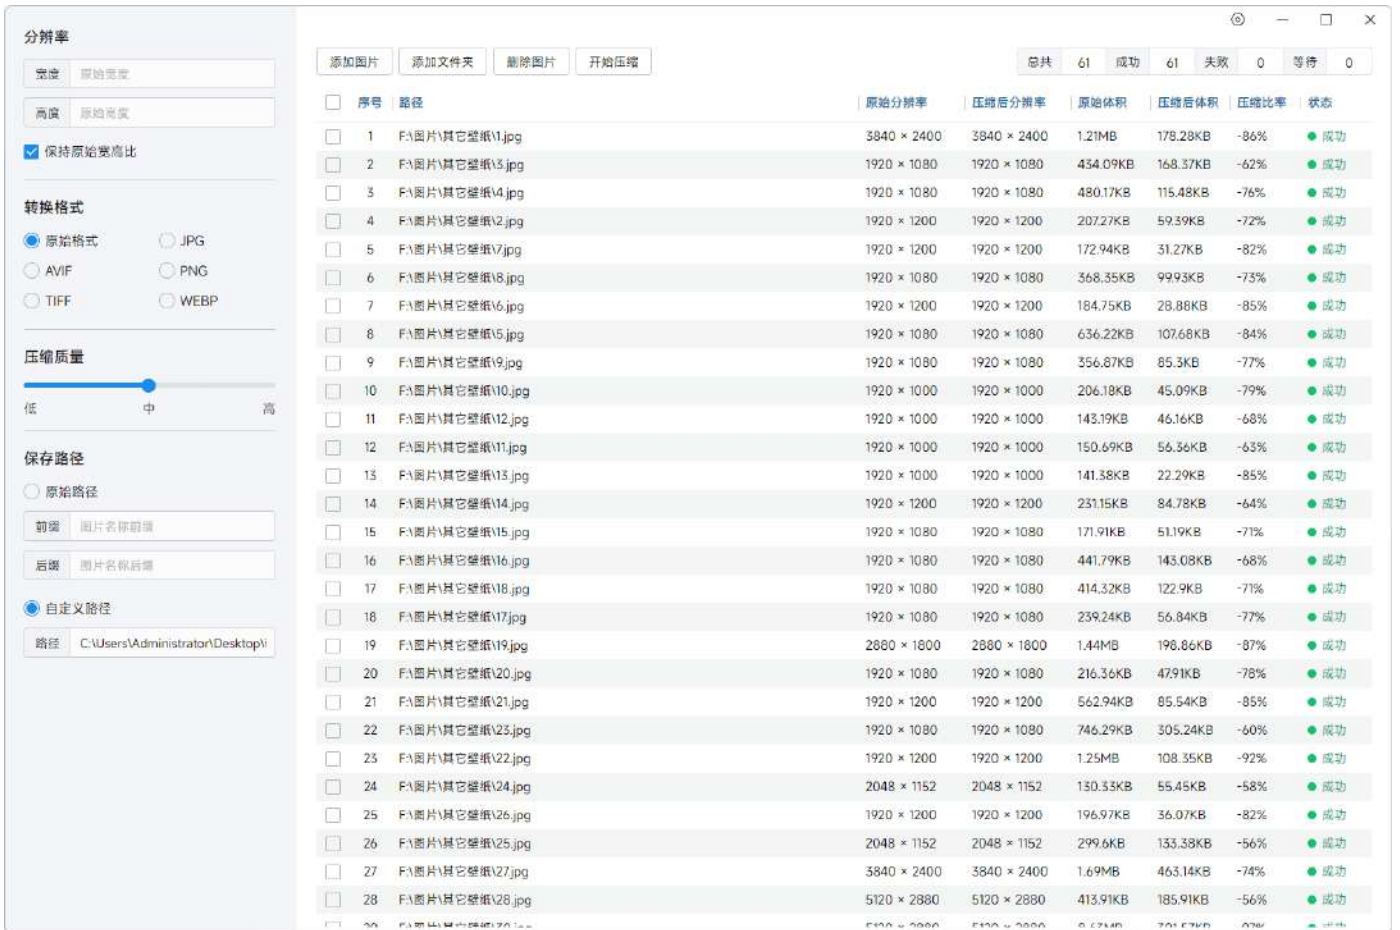 分辨率
宽度 原始宽度
高度 原始高度
保持原始宽高比
转换格式
原始格式 JPG
AVIF PNG
TIFF WEBP
压缩质量
低 中 高
保存路径
原始路径
前缀 图片名称前缀
后缀 图片名称后缀
自定义路径
路径 C:\Users\Administrator\Desktop\i
添加图片 添加文件夹 删除图片 开始压缩 总共 61 成功 61 失败 0 等待 0
序号 路径 原始分辨率 压缩后分辨率 原始体积 压缩后体积 压缩比率 状态
1 F:\图片\其它壁纸\1.jpg 3840 × 2400 3840 × 2400 1.21MB 178.28KB -86% 成功
2 F:\图片\其它壁纸\3.jpg 1920 × 1080 1920 × 1080 434.09KB 168.37KB -62% 成功
3 F:\图片\其它壁纸\4.jpg 1920 × 1080 1920 × 1080 480.17KB 115.48KB -76% 成功
4 F:\图片\其它壁纸\2.jpg 1920 × 1200 1920 × 1200 207.27KB 59.39KB -72% 成功
5 F:\图片\其它壁纸\7.jpg 1920 × 1200 1920 × 1200 172.94KB 31.27KB -82% 成功
6 F:\图片\其它壁纸\8.jpg 1920 × 1080 1920 × 1080 368.35KB 99.93KB -73% 成功
7 F:\图片\其它壁纸\6.jpg 1920 × 1200 1920 × 1200 184.75KB 28.88KB -85% 成功
8 F:\图片\其它壁纸\5.jpg 1920 × 1080 1920 × 1080 636.22KB 107.68KB -84% 成功
9 F:\图片\其它壁纸\9.jpg 1920 × 1080 1920 × 1080 356.87KB 85.3KB -77% 成功
10 F:\图片\其它壁纸\10.jpg 1920 × 1000 1920 × 1000 206.18KB 45.09KB -79% 成功
11 F:\图片\其它壁纸\12.jpg 1920 × 1000 1920 × 1000 143.19KB 46.16KB -68% 成功
12 F:\图片\其它壁纸\11.jpg 1920 × 1000 1920 × 1000 150.69KB 56.36KB -63% 成功
13 F:\图片\其它壁纸\13.jpg 1920 × 1000 1920 × 1000 141.38KB 22.29KB -85% 成功
14 F:\图片\其它壁纸\14.jpg 1920 × 1200 1920 × 1200 231.15KB 84.78KB -64% 成功
15 F:\图片\其它壁纸\15.jpg 1920 × 1080 1920 × 1080 171.91KB 51.19KB -71% 成功
16 F:\图片\其它壁纸\16.jpg 1920 × 1080 1920 × 1080 441.79KB 143.08KB -68% 成功
17 F:\图片\其它壁纸\18.jpg 1920 × 1080 1920 × 1080 414.32KB 122.9KB -71% 成功
18 F:\图片\其它壁纸\17.jpg 1920 × 1080 1920 × 1080 239.24KB 56.84KB -77% 成功
19 F:\图片\其它壁纸\19.jpg 2880 × 1800 2880 × 1800 1.44MB 198.86KB -87% 成功
20 F:\图片\其它壁纸\20.jpg 1920 × 1080 1920 × 1080 216.36KB 47.91KB -78% 成功
21 F:\图片\其它壁纸\21.jpg 1920 × 1200 1920 × 1200 562.94KB 85.54KB -85% 成功
22 F:\图片\其它壁纸\23.jpg 1920 × 1080 1920 × 1080 746.29KB 305.24KB -60% 成功
23 F:\图片\其它壁纸\22.jpg 1920 × 1200 1920 × 1200 1.25MB 108.35KB -92% 成功
24 F:\图片\其它壁纸\24.jpg 2048 × 1152 2048 × 1152 130.33KB 55.45KB -58% 成功
25 F:\图片\其它壁纸\26.jpg 1920 × 1200 1920 × 1200 196.97KB 36.07KB -82% 成功
26 F:\图片\其它壁纸\25.jpg 2048 × 1152 2048 × 1152 299.6KB 133.38KB -56% 成功
27 F:\图片\其它壁纸\27.jpg 3840 × 2400 3840 × 2400 1.69MB 463.14KB -74% 成功
28 F:\图片\其它壁纸\28.jpg 5120 × 2880 5120 × 2880 413.91KB 185.91KB -56% 成功